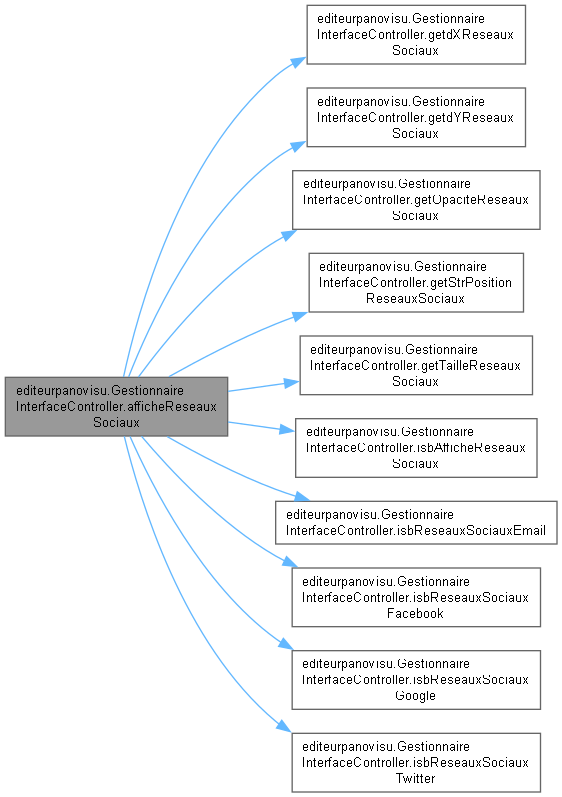 editeurpanovisu.Gestionnaire
InterfaceController.getdXReseaux
Sociaux
editeurpanovisu.Gestionnaire
InterfaceController.getdYReseaux
Sociaux
editeurpanovisu.Gestionnaire
InterfaceController.getOpaciteReseaux
Sociaux
editeurpanovisu.Gestionnaire
InterfaceController.getStrPosition
ReseauxSociaux
editeurpanovisu.Gestionnaire
InterfaceController.getTailleReseaux
Sociaux
editeurpanovisu.Gestionnaire
InterfaceController.afficheReseaux
Sociaux
editeurpanovisu.Gestionnaire
InterfaceController.isbAfficheReseaux
Sociaux
editeurpanovisu.Gestionnaire
InterfaceController.isbReseauxSociauxEmail
editeurpanovisu.Gestionnaire
InterfaceController.isbReseauxSociaux
Facebook
editeurpanovisu.Gestionnaire
InterfaceController.isbReseauxSociaux
Google
editeurpanovisu.Gestionnaire
InterfaceController.isbReseauxSociaux
Twitter